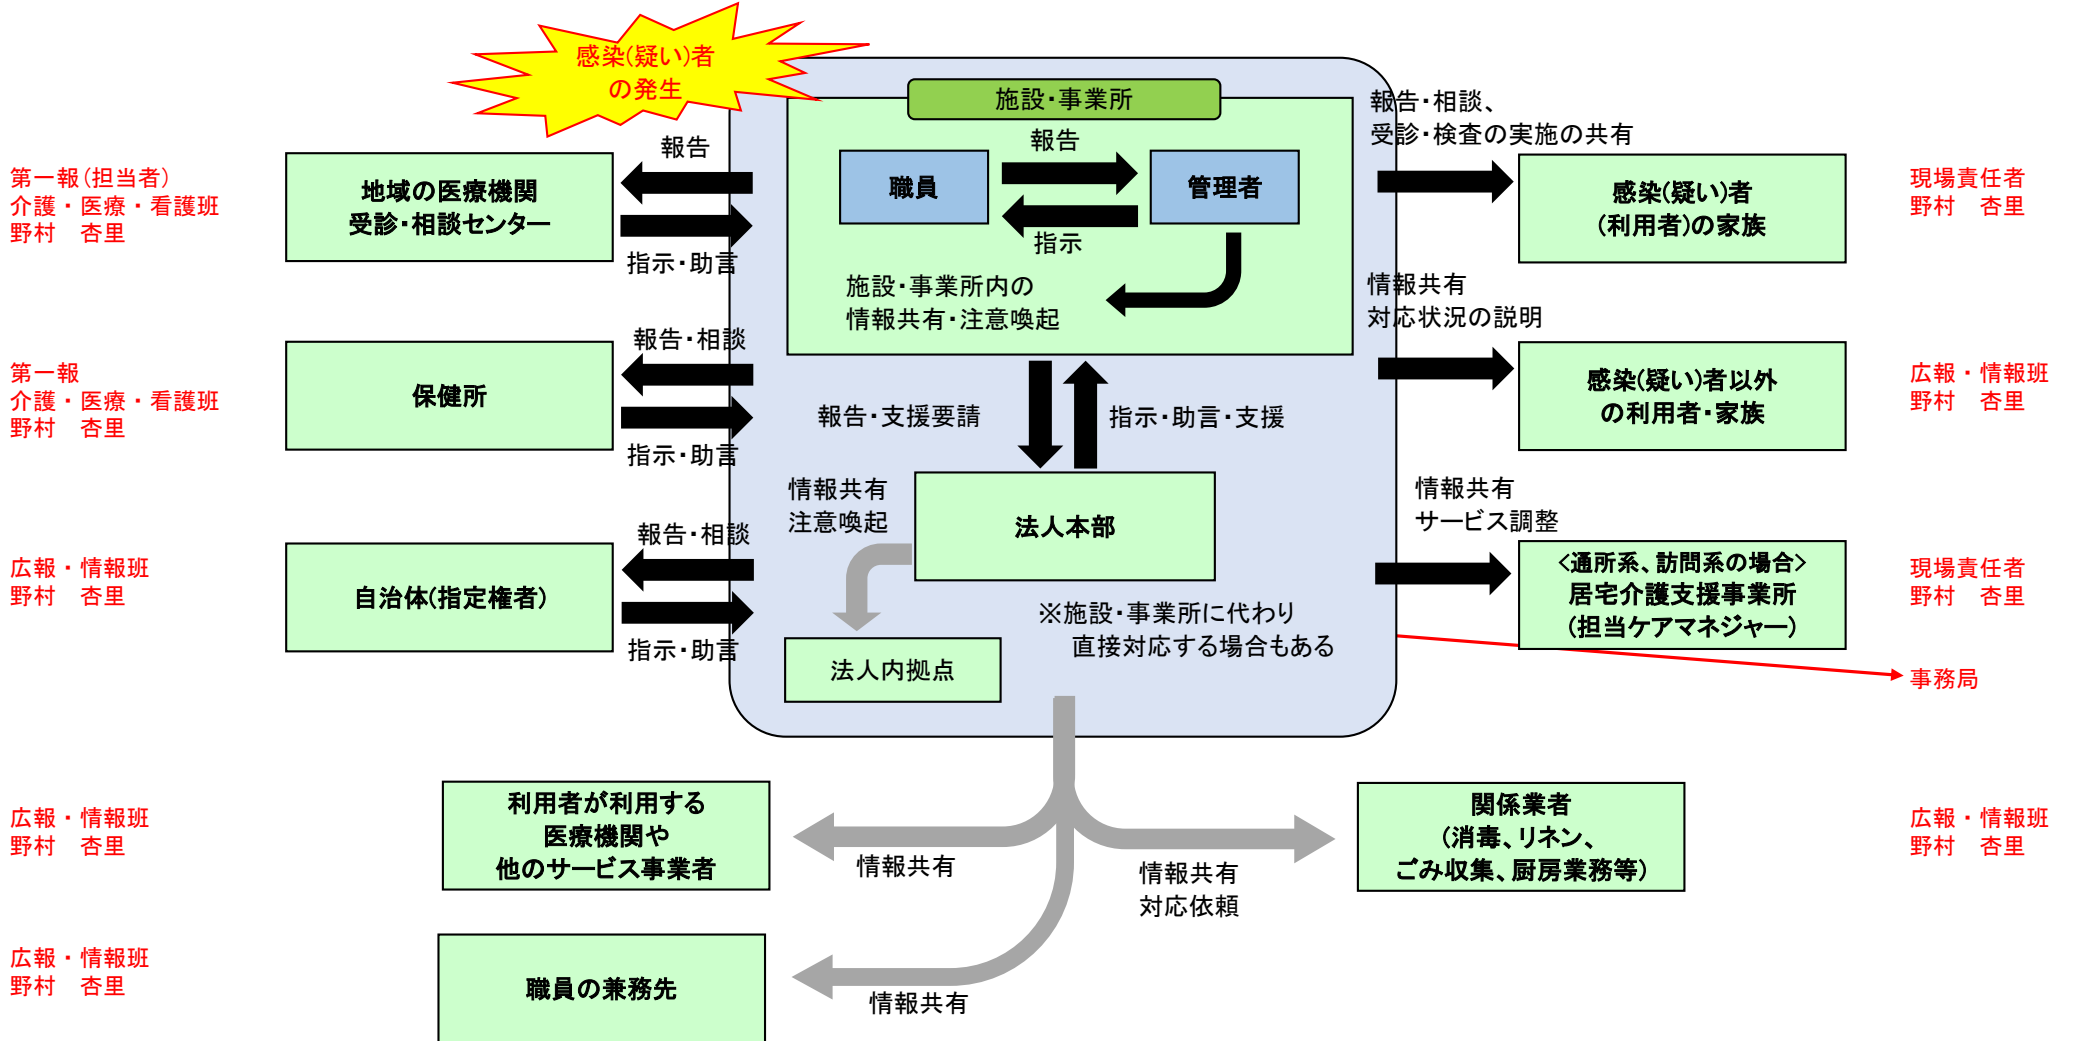 感染(疑い)者
の発生
施設・事業所
報告
職員
管理者
指示
施設・事業所内の
情報共有・注意喚起
報告・支援要請
指示・助言・支援
情報共有
注意喚起
法人本部
※施設・事業所に代わり
直接対応する場合もある
法人内拠点
第一報(担当者)
介護・医療・看護班
野村　杏里
地域の医療機関
受診・相談センター
報告
指示・助言
第一報
介護・医療・看護班
野村　杏里
保健所
報告・相談
指示・助言
広報・情報班
野村　杏里
自治体(指定権者)
報告・相談
指示・助言
報告・相談、
受診・検査の実施の共有
感染(疑い)者
(利用者)の家族
現場責任者
野村　杏里
情報共有
対応状況の説明
感染(疑い)者以外
の利用者・家族
広報・情報班
野村　杏里
情報共有
サービス調整
<通所系、訪問系の場合>
居宅介護支援事業所
(担当ケアマネジャー)
現場責任者
野村　杏里
事務局
広報・情報班
野村　杏里
利用者が利用する
医療機関や
他のサービス事業者
情報共有
情報共有
対応依頼
関係業者
(消毒、リネン、
ごみ収集、厨房業務等)
広報・情報班
野村　杏里
広報・情報班
野村　杏里
職員の兼務先
情報共有